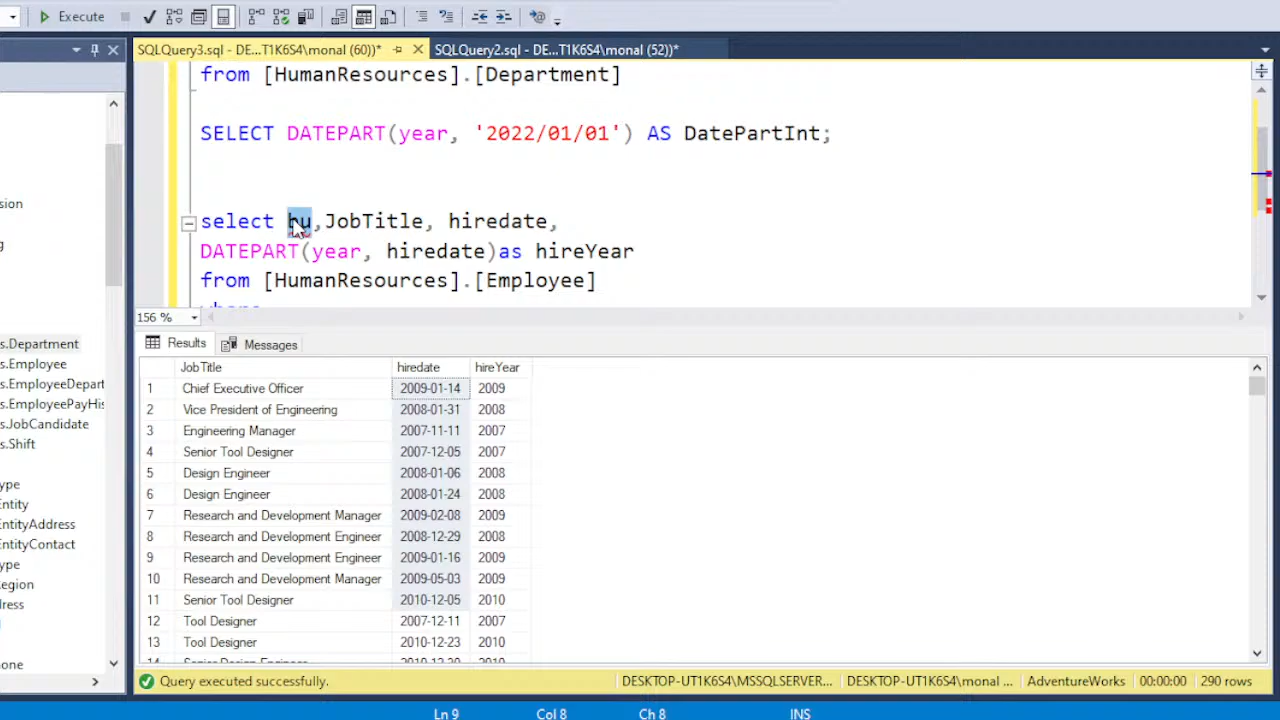 Execute
SQLQuery3.sql - DE...T1K6S4\monal (60))*
SQLQuery2.sql - DE...T1K6S4\monal (52))*
from [HumanResources].[Department]
SELECT DATEPART(year, '2022/01/01') AS DatePartInt;
select hu,JobTitle, hiredate,
DATEPART(year, hiredate)as hireYear
from [HumanResources].[Employee]
156 %
sion
s.Department
s.Employee
s.EmployeeDepart
s.EmployeePayHis
s.JobCandidate
s.Shift
ype
Entity
EntityAddress
EntityContact
ype
Region
dress
one
Results
Messages
JobTitle hiredate hireYear
1 Chief Executive Officer 2009-01-14 2009
2 Vice President of Engineering 2008-01-31 2008
3 Engineering Manager 2007-11-11 2007
4 Senior Tool Designer 2007-12-05 2007
5 Design Engineer 2008-01-06 2008
6 Design Engineer 2008-01-24 2008
7 Research and Development Manager 2009-02-08 2009
8 Research and Development Engineer 2008-12-29 2008
9 Research and Development Engineer 2009-01-16 2009
10 Research and Development Manager 2009-05-03 2009
11 Senior Tool Designer 2010-12-05 2010
12 Tool Designer 2007-12-11 2007
13 Tool Designer 2010-12-23 2010
Query executed successfully.
DESKTOP-UT1K6S4\MSSQLSERVER... DESKTOP-UT1K6S4\monal ... AdventureWorks 00:00:00 290 rows
Ln 9 Col 8 Ch 8 INS